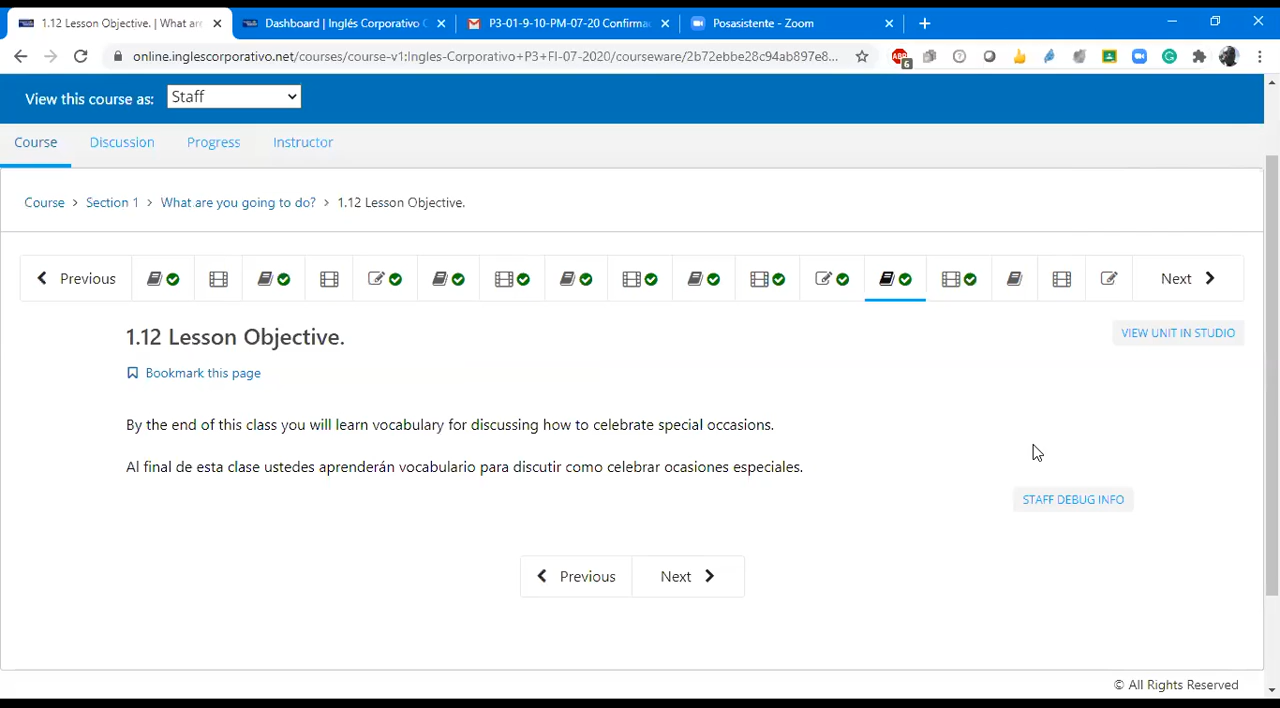 1.12 Lesson Objective. | What are
Dashboard | Inglés Corporativo
P3-01-9-10-PM-07-20 Confirma
Posasistente - Zoom
online.inglescorporativo.net/courses/course-v1:Ingles-Corporativo+P3+FI-07-2020/courseware/2b72ebbe28c94ab897e8...
6
View this course as: Staff
Course Discussion Progress Instructor
Course > Section 1 > What are you going to do? > 1.12 Lesson Objective.
Previous Next
1.12 Lesson Objective.
VIEW UNIT IN STUDIO
Bookmark this page
By the end of this class you will learn vocabulary for discussing how to celebrate special occasions.
Al final de esta clase ustedes aprenderán vocabulario para discutir como celebrar ocasiones especiales.
STAFF DEBUG INFO
Previous Next
© All Rights Reserved